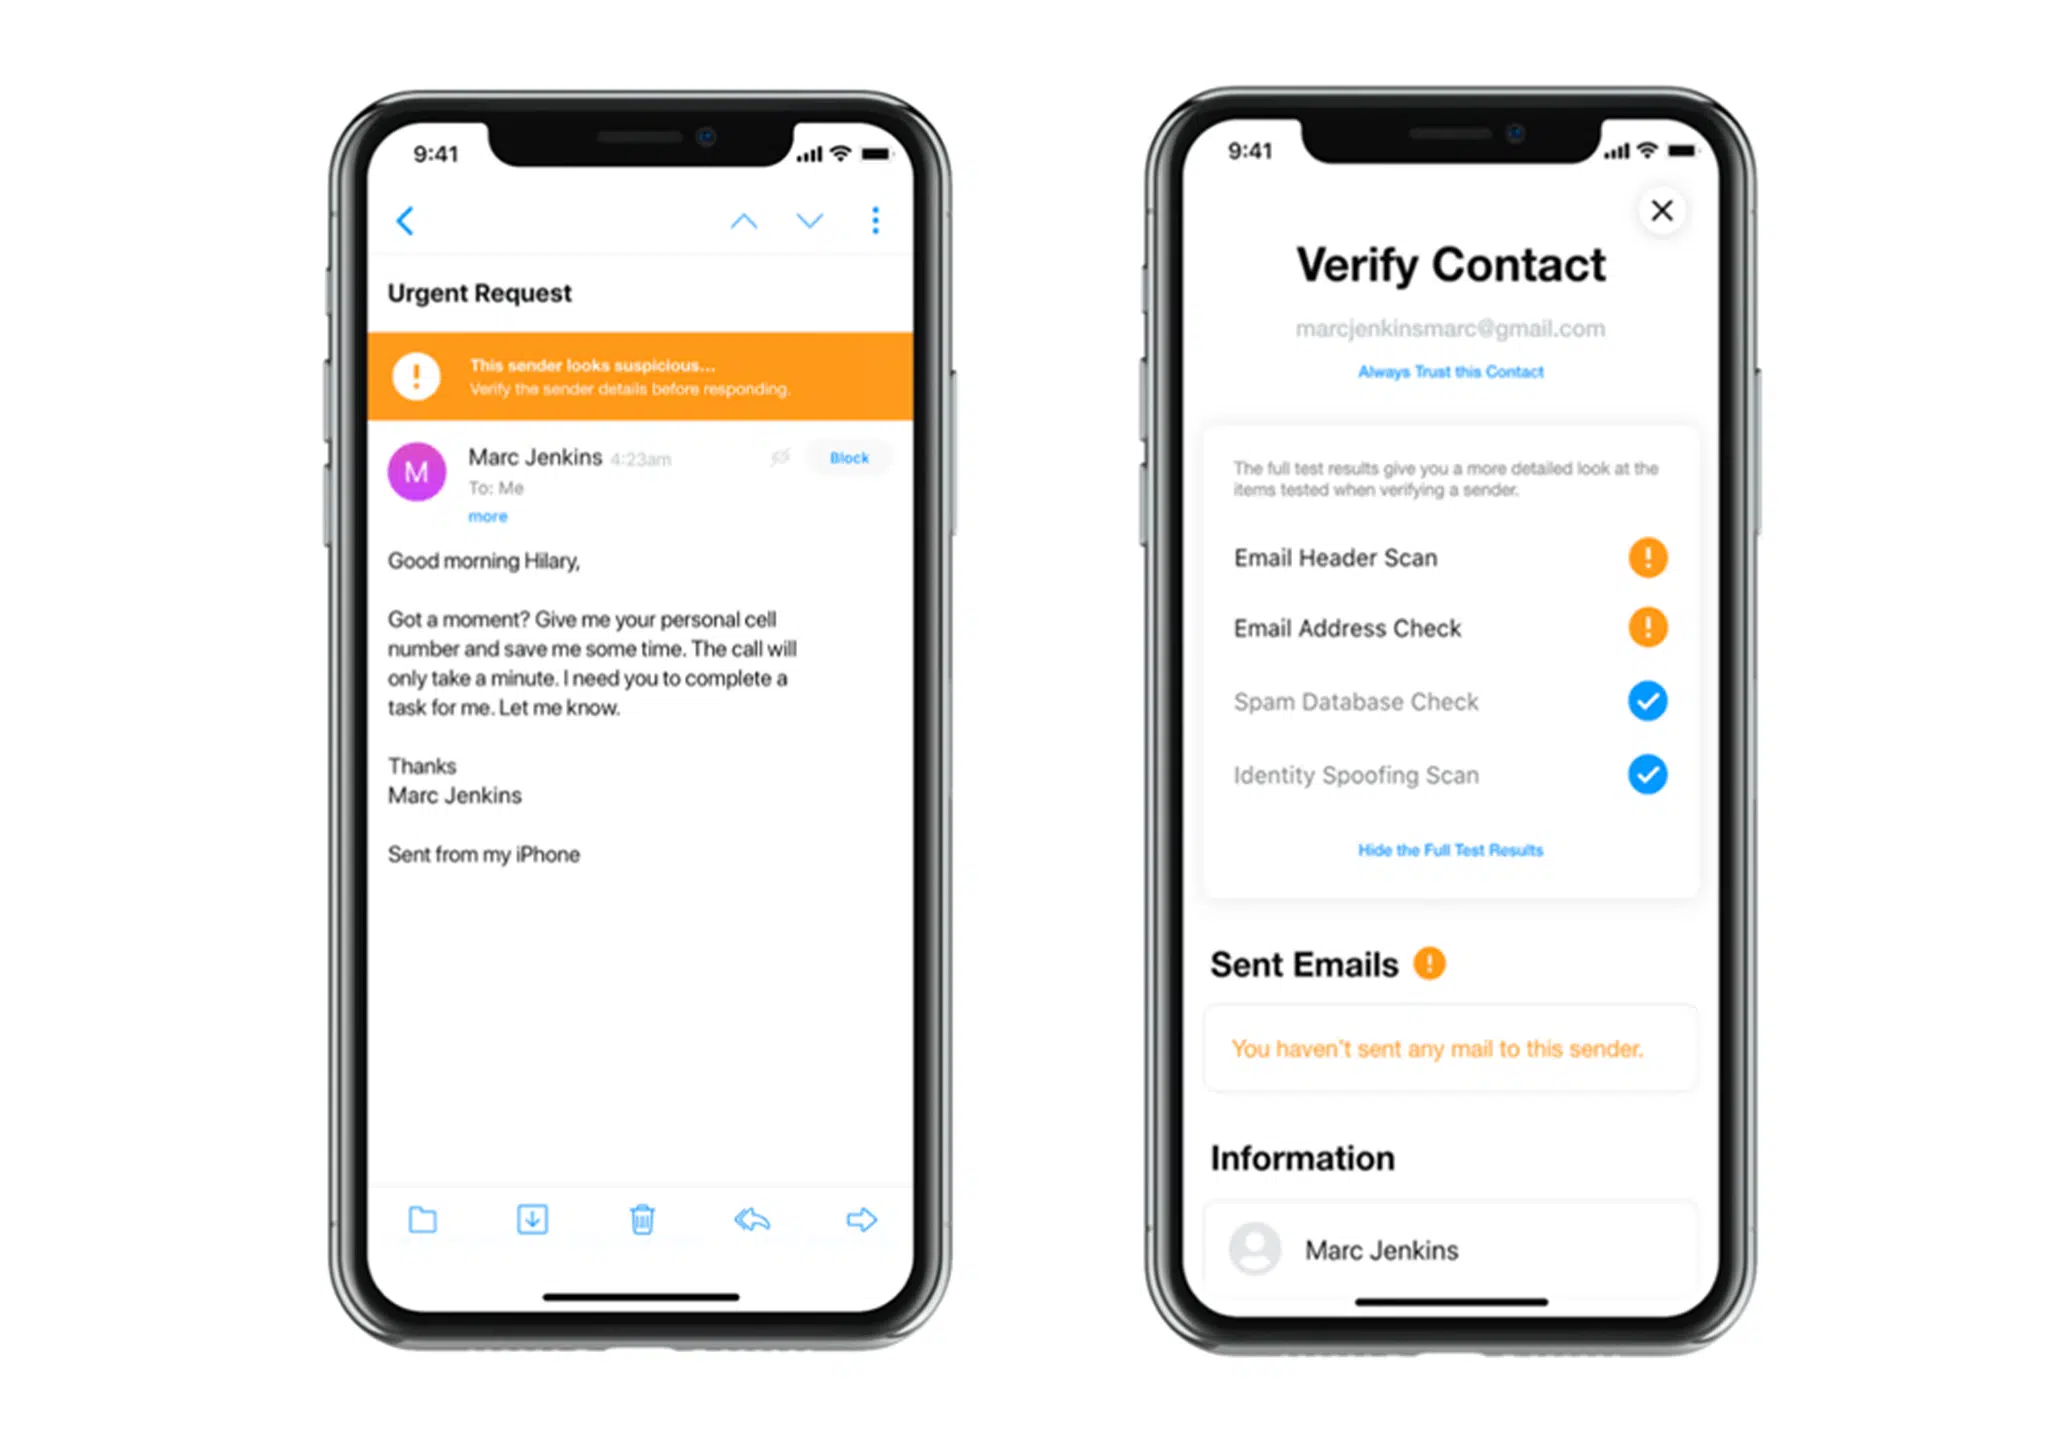 9:41
Urgent Request
This sender looks suspicious...
Verify the sender details before responding.
M
Marc Jenkins 4:23am
Block
To: Me
more
Good morning Hilary,
Got a moment? Give me your personal cell
number and save me some time. The call will
only take a minute. I need you to complete a
task for me. Let me know.
Thanks
Marc Jenkins
Sent from my iPhone
9:41
Verify Contact
marcjenkinsmarc@gmail.com
Always Trust this Contact
The full test results give you a more detailed look at the
items tested when verifying a sender.
Email Header Scan
Email Address Check
Spam Database Check
Identity Spoofing Scan
Hide the Full Test Results
Sent Emails
You haven't sent any mail to this sender.
Information
Marc Jenkins